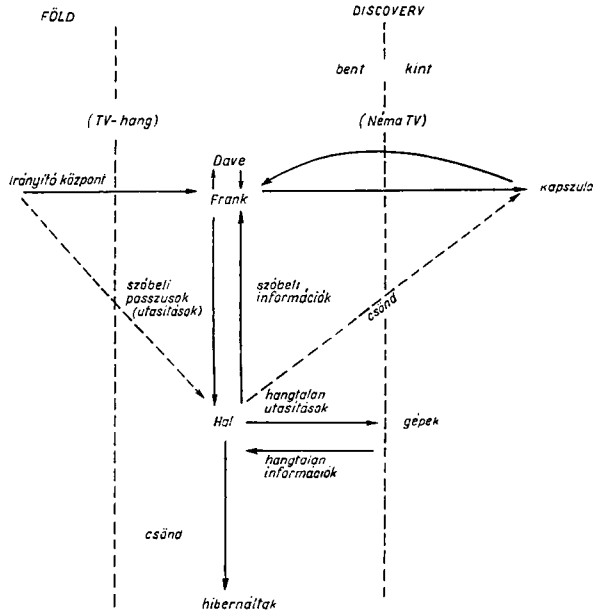 FÖLD
DISCOVERY
bent
kint
(TV-hang)
(Néma TV)
Dave
Irányító központ
Frank
kapszula
szóbeli
passzusok
(utasítások)
szóbeli
információk
csönd
hangtalan
utasítások
Hal
gépek
hangtalan
információk
csönd
hibernáltak